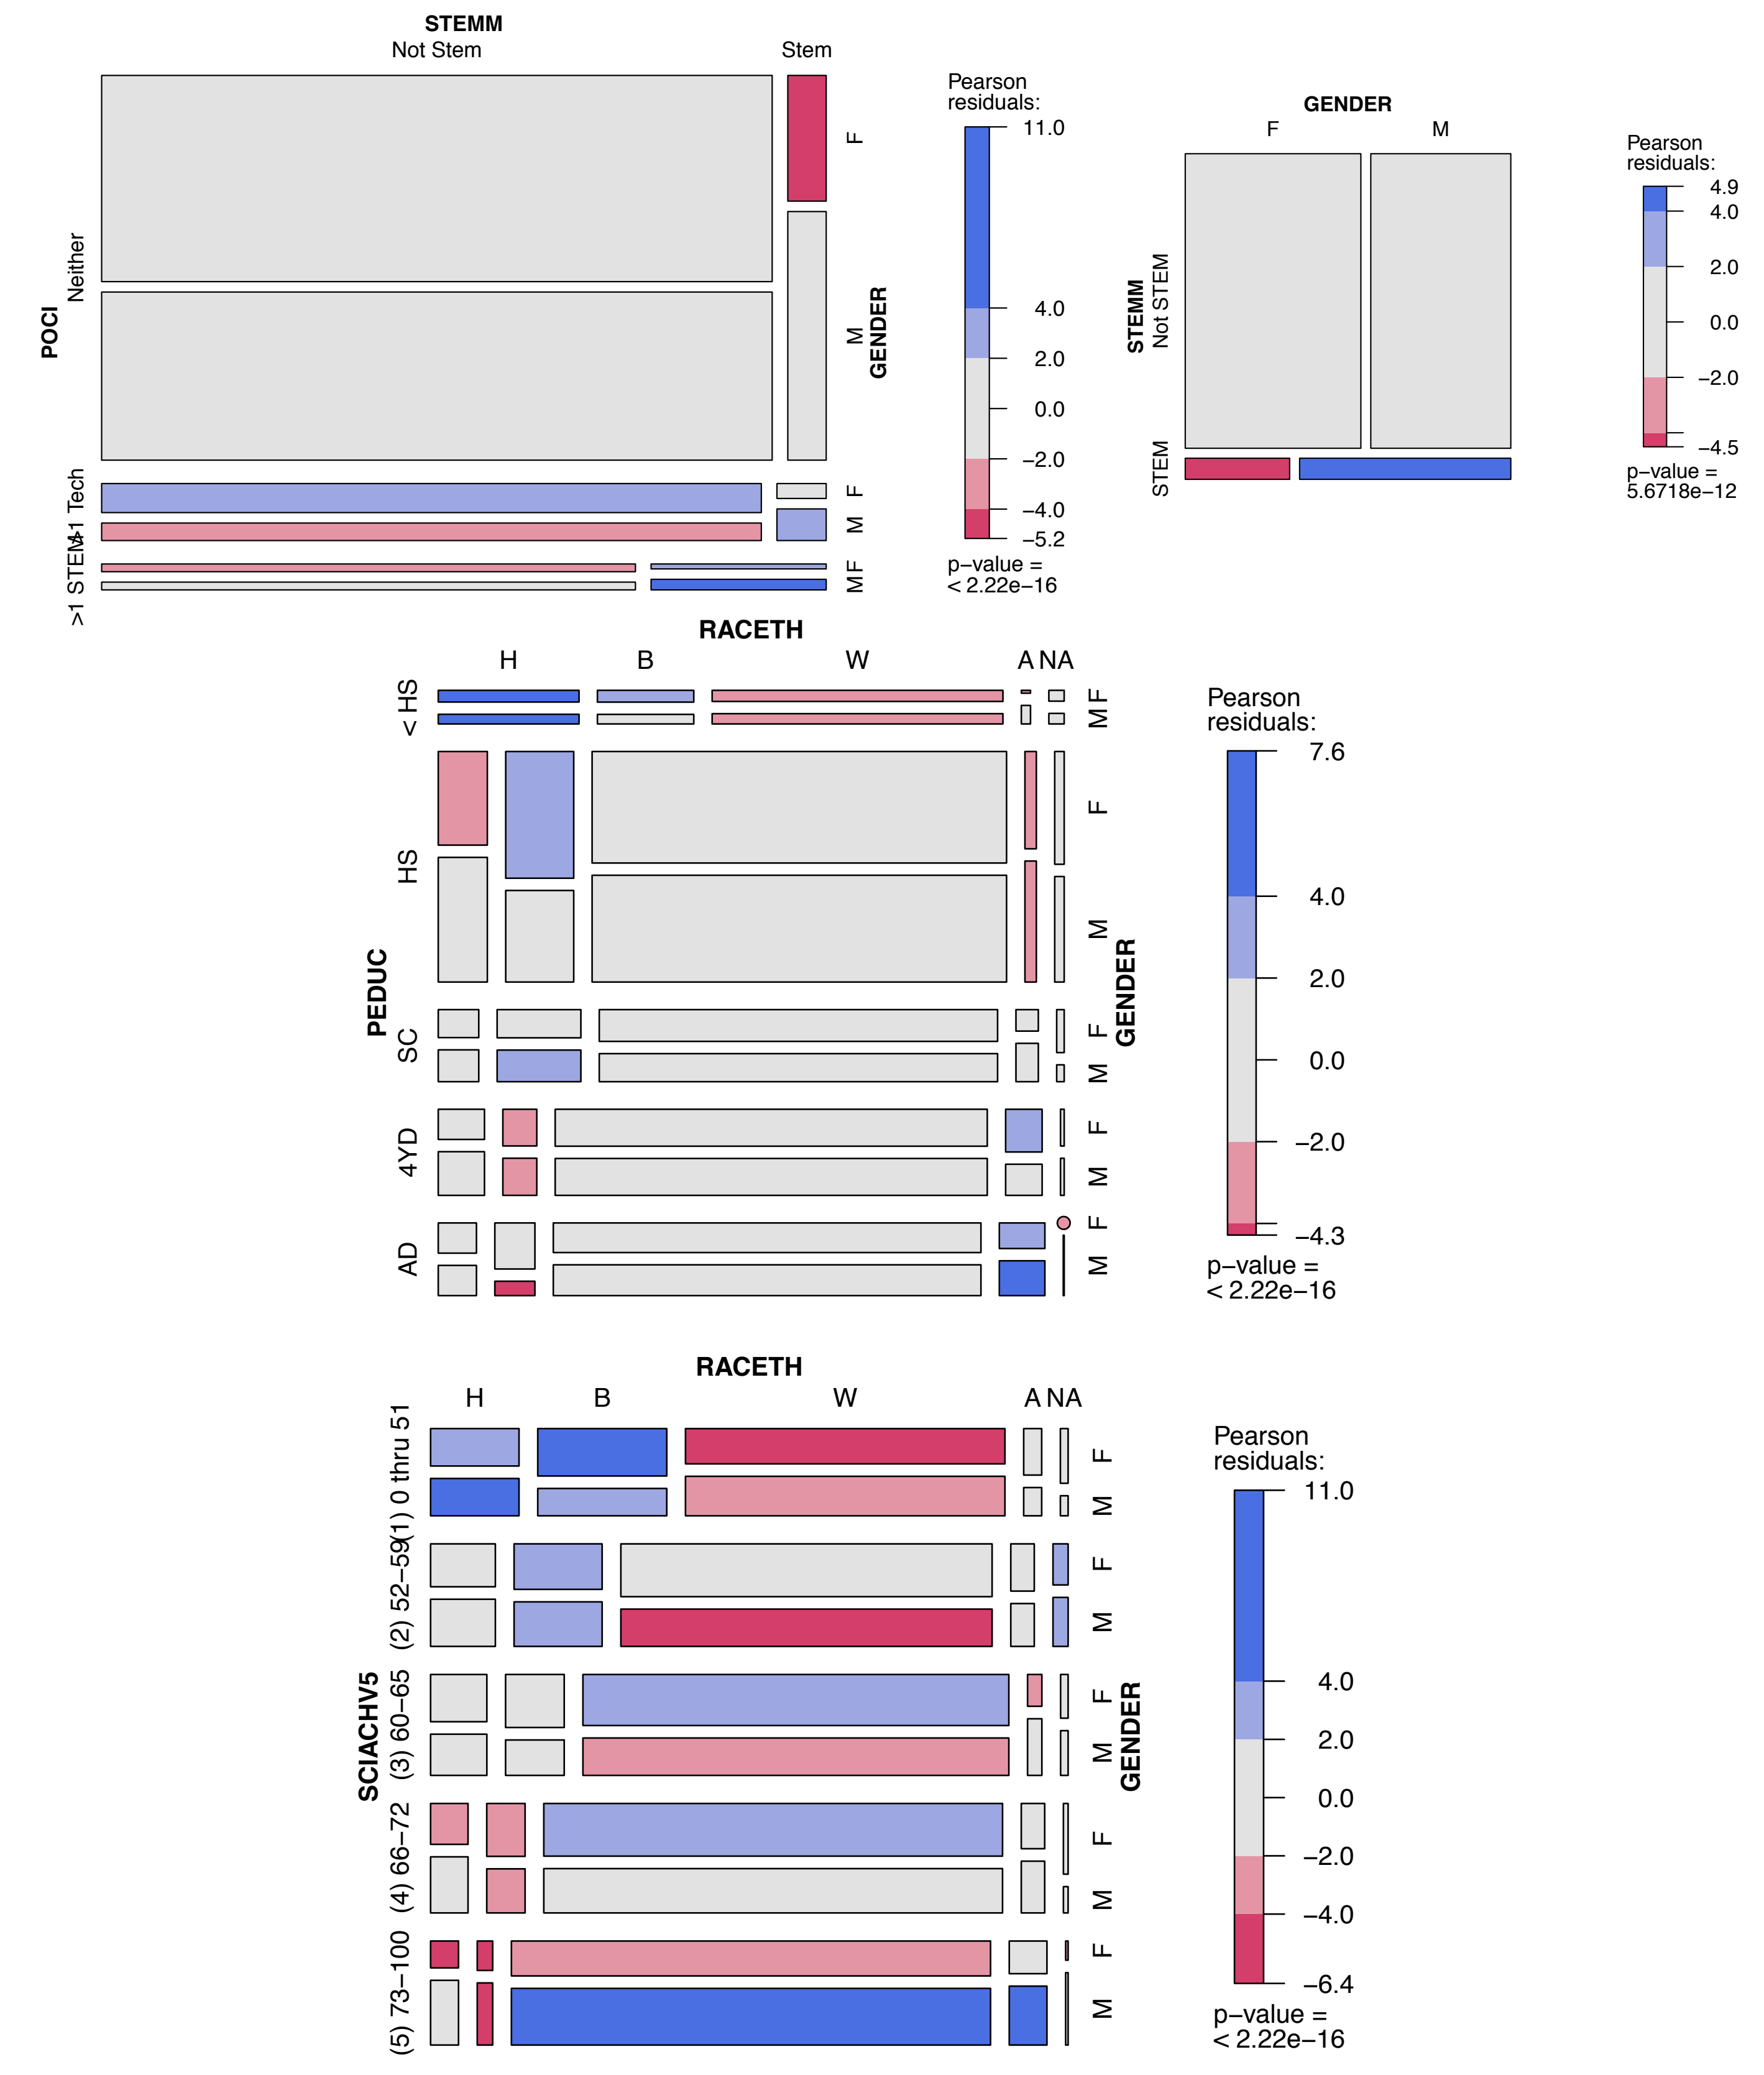 STEMM
Not Stem Stem
POCI
Neither
>1 Tech
>1 STEM
F
M
F
M
F
M
GENDER
Pearson
residuals:
11.0
4.0
2.0
0.0
−2.0
−4.0
−5.2
p−value =
< 2.22e−16
GENDER
F M
STEMM
Not STEM
STEM
Pearson
residuals:
4.9
4.0
2.0
0.0
−2.0
−4.5
p−value =
5.6718e−12
RACETH
H B W A NA
PEDUC
< HS
HS
SC
4YD
AD
F
M
F
M
F
M
F
M
F
M
GENDER
Pearson
residuals:
7.6
4.0
2.0
0.0
−2.0
−4.3
p−value =
< 2.22e−16
RACETH
H B W A NA
SCIACHV5
(1) 0 thru 51
(2) 52−59
(3) 60−65
(4) 66−72
(5) 73−100
F
M
F
M
F
M
F
M
F
M
GENDER
Pearson
residuals:
11.0
4.0
2.0
0.0
−2.0
−4.0
−6.4
p−value =
< 2.22e−16